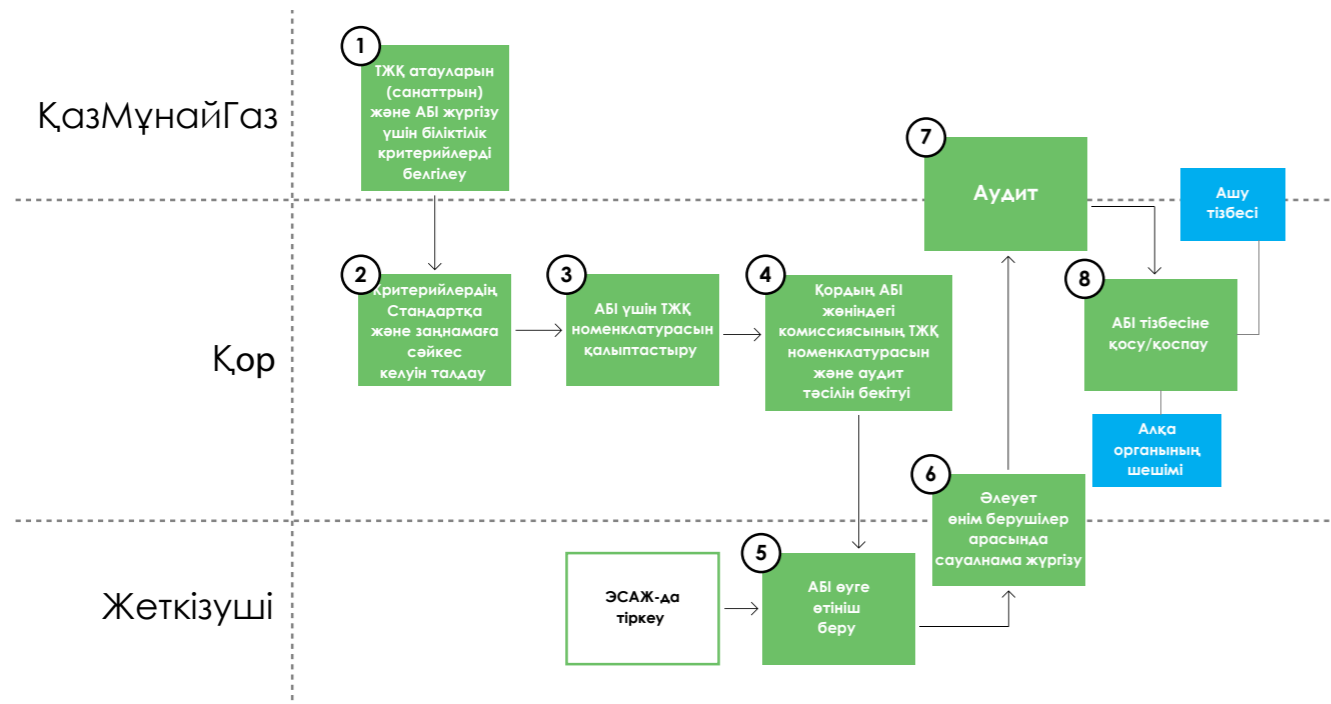 ҚазМұнайГаз
1
ТЖҚ атауларын
(санаттрын)
және АБІ жүргізу
үшін біліктілік
критерийлерді
белгілеу
7
Аудит
Ашу
тізбесі
Қор
2
Критерийлердің
Стандартқа
және заңнамаға
сәйкес
келуін талдау
3
АБІ үшін ТЖҚ
номенклатурасын
қалыптастыру
4
Қордың АБІ
жөніндегі
комиссиясының ТЖҚ
номенклатурасын
және аудит
тәсілін бекітуі
8
АБІ тізбесіне
қосу/қоспау
Алқа
органының
шешімі
6
Әлеует
өнім берушілер
арасында
сауалнама жүргізу
Жеткізуші
ЭСАЖ-да
тіркеу
5
АБІ өуге
өтініш
беру